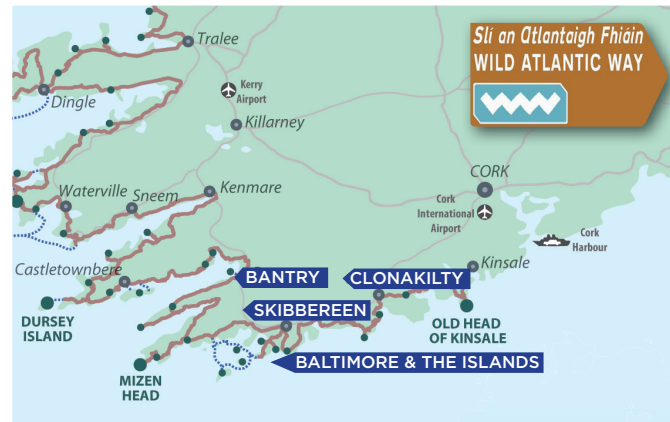 Slí an Atlantaigh Fhiáin
WILD ATLANTIC WAY
Tralee
Dingle
Kerry
Airport
Killarney
CORK
Waterville
Sneem
Kenmare
Cork
International
Airport
Cork
Harbour
Castletownbere
BANTRY
CLONAKILTY
Kinsale
DURSEY
ISLAND
SKIBBEREEN
OLD HEAD
OF KINSALE
BALTIMORE & THE ISLANDS
MIZEN
HEAD